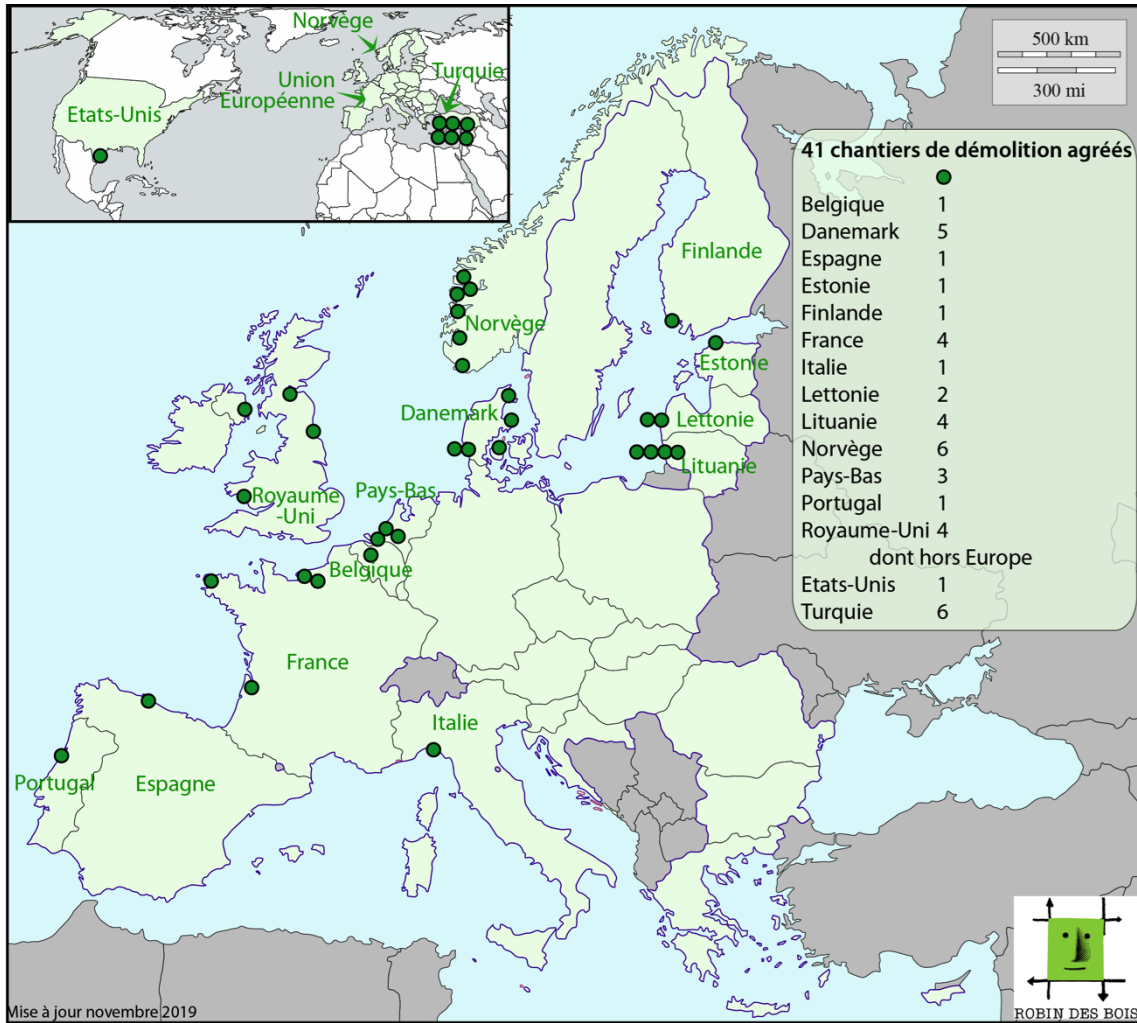 Norvège
Union
Européenne
Turquie
Etats-Unis
500 km
300 mi
41 chantiers de démolition agréés
Belgique 1
Danemark 5
Espagne 1
Estonie 1
Finlande 1
France 4
Italie 1
Lettonie 2
Lituanie 4
Norvège 6
Pays-Bas 3
Portugal 1
Royaume-Uni 4
dont hors Europe
Etats-Unis 1
Turquie 6
Finlande
Norvège
Estonie
Danemark
Lettonie
Lituanie
Royaume
-Uni
Pays-Bas
Belgique
France
Italie
Portugal
Espagne
Mise à jour novembre 2019
ROBIN DES BOIS